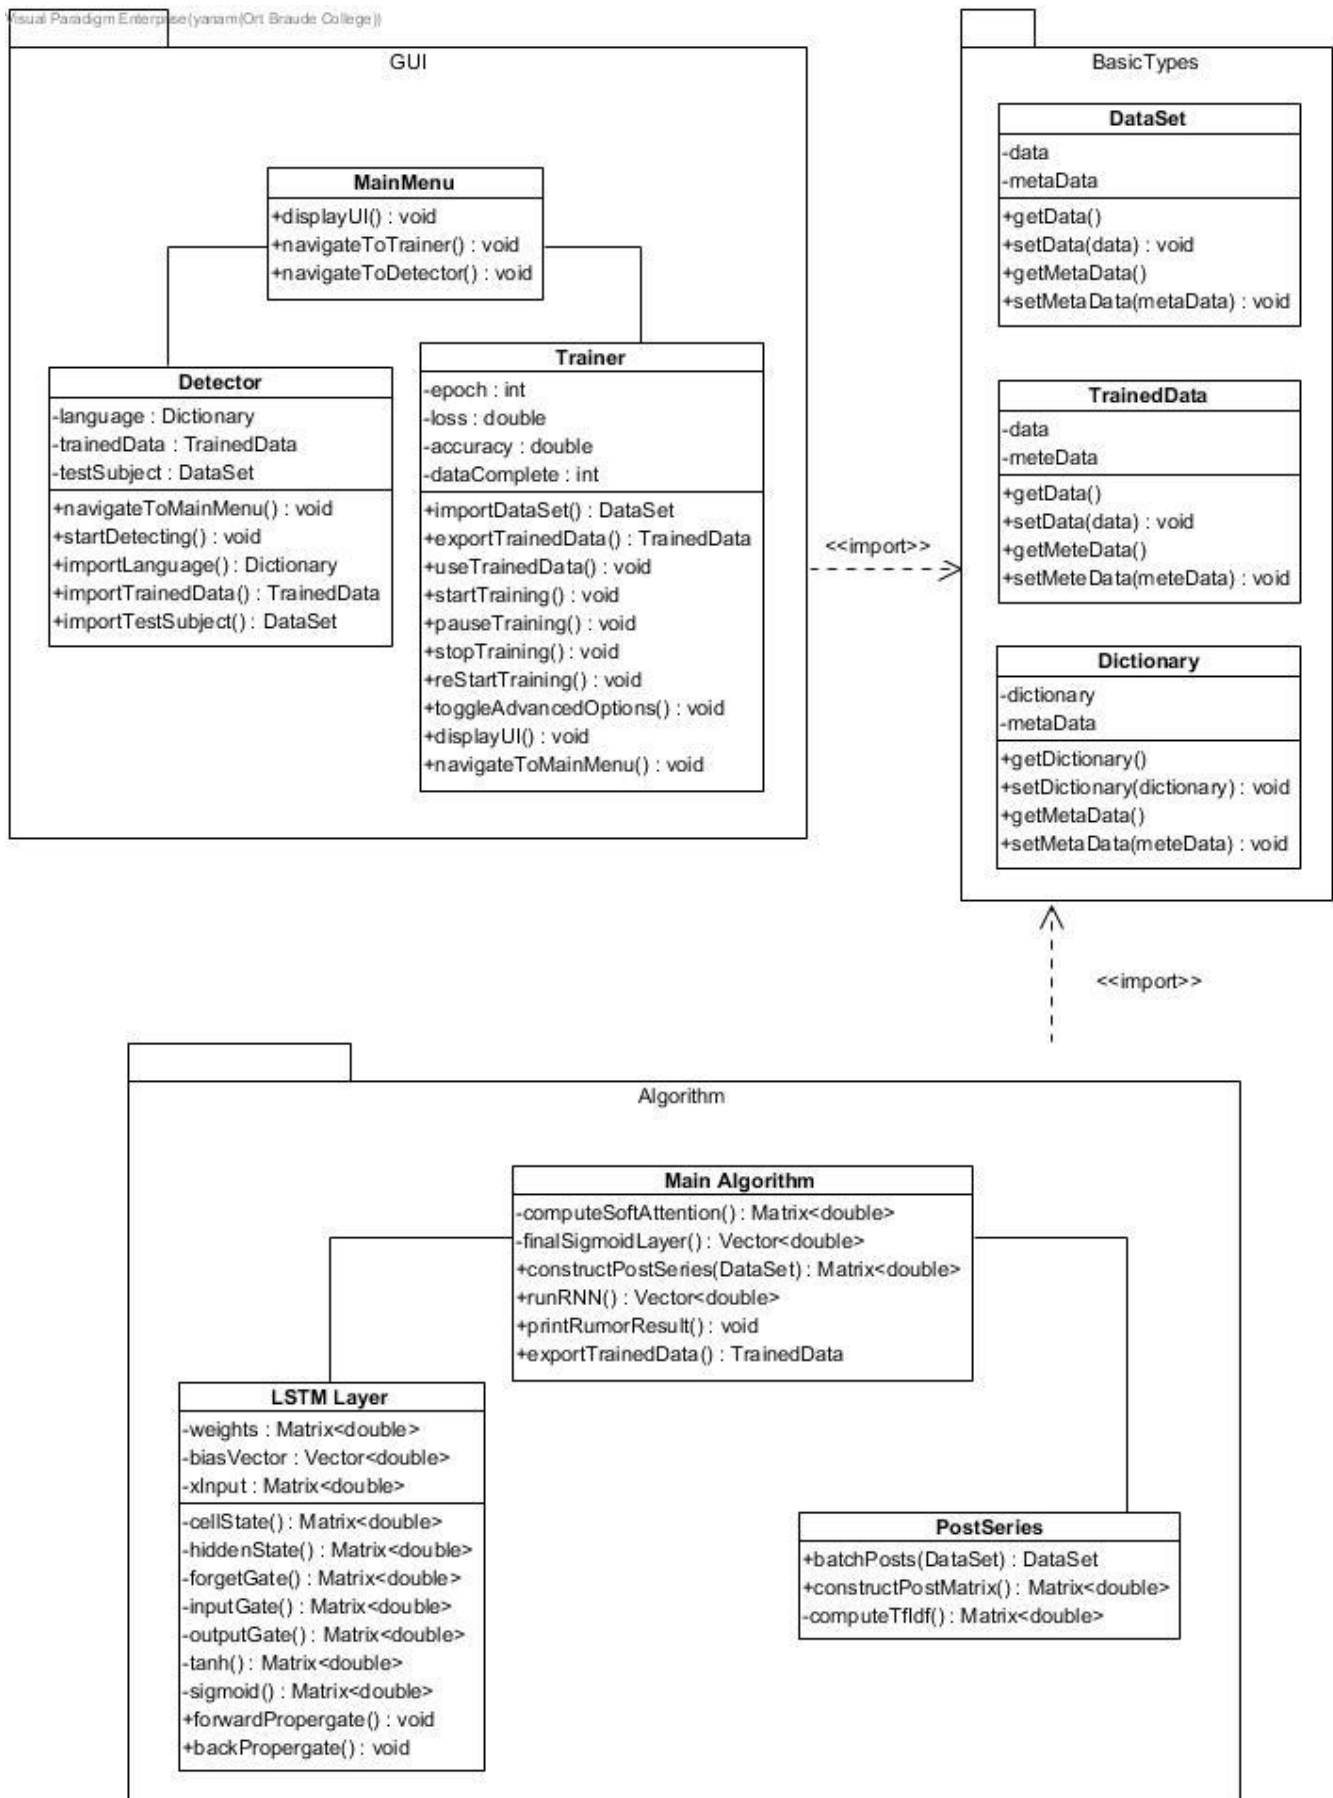 Visual Paradigm Enterprise(yanam(Ort Braude College))
GUI
MainMenu
+displayUI() : void
+navigateToTrainer() : void
+navigateToDetector() : void
Detector
-language : Dictionary
-trainedData : TrainedData
-testSubject : DataSet
+navigateToMainMenu() : void
+startDetecting() : void
+importLanguage() : Dictionary
+importTrainedData() : TrainedData
+importTestSubject() : DataSet
Trainer
-epoch : int
-loss : double
-accuracy : double
-dataComplete : int
+importDataSet() : DataSet
+exportTrainedData() : TrainedData
+useTrainedData() : void
+startTraining() : void
+pauseTraining() : void
+stopTraining() : void
+reStartTraining() : void
+toggleAdvancedOptions() : void
+displayUI() : void
+navigateToMainMenu() : void
<<import>>
BasicTypes
DataSet
-data
-metaData
+getData()
+setData(data) : void
+getMetaData()
+setMetaData(metaData) : void
TrainedData
-data
-meteData
+getData()
+setData(data) : void
+getMeteData()
+setMeteData(meteData) : void
Dictionary
-dictionary
-metaData
+getDictionary()
+setDictionary(dictionary) : void
+getMetaData()
+setMetaData(meteData) : void
<<import>>
Algorithm
Main Algorithm
-computeSoftAttention() : Matrix<double>
-finalSigmoidLayer() : Vector<double>
+constructPostSeries(DataSet) : Matrix<double>
+runRNN() : Vector<double>
+printRumorResult() : void
+exportTrainedData() : TrainedData
LSTM Layer
-weights : Matrix<double>
-biasVector : Vector<double>
-xInput : Matrix<double>
-cellState() : Matrix<double>
-hiddenState() : Matrix<double>
-forgetGate() : Matrix<double>
-inputGate() : Matrix<double>
-outputGate() : Matrix<double>
-tanh() : Matrix<double>
-sigmoid() : Matrix<double>
+forwardPropergate() : void
+backPropergate() : void
PostSeries
+batchPosts(DataSet) : DataSet
+constructPostMatrix() : Matrix<double>
-computeTfIdf() : Matrix<double>